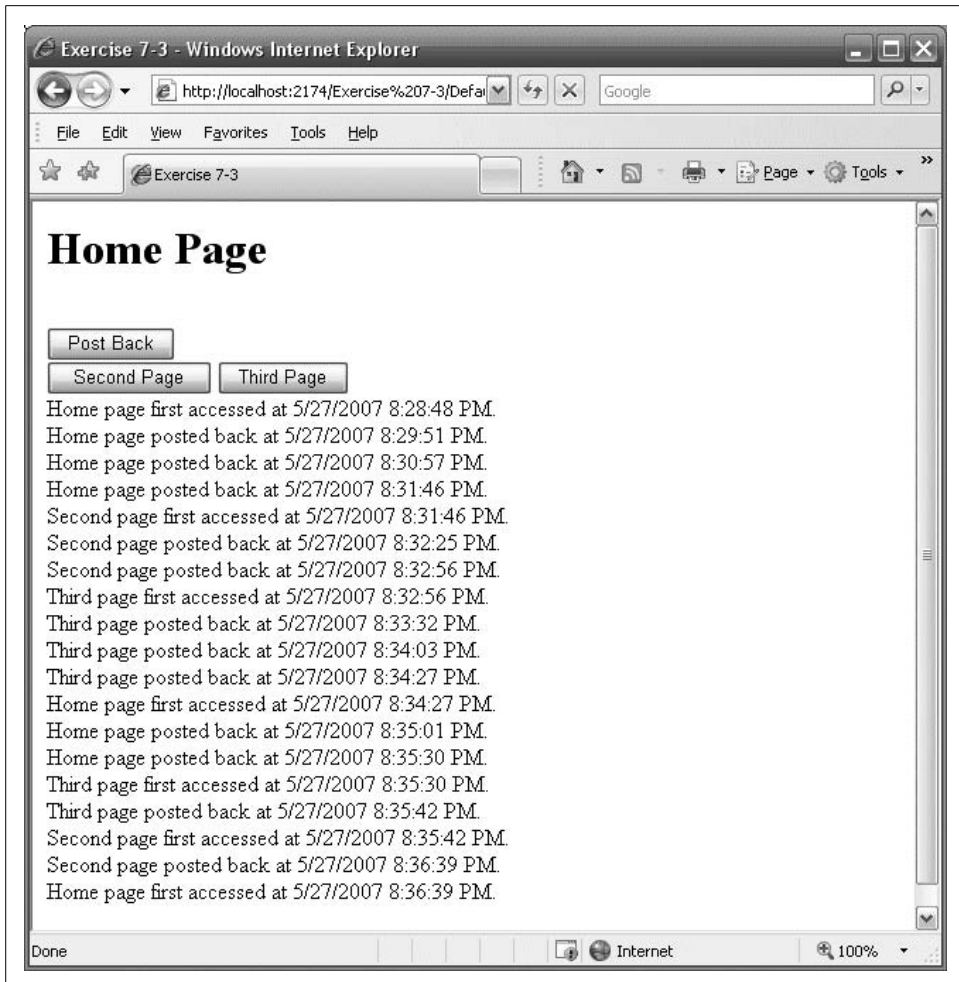 Exercise 7-3 - Windows Internet Explorer
http://localhost:2174/Exercise%207-3/Defau
Google
File Edit View Favorites Tools Help
Exercise 7-3
Page Tools »
Home Page
Post Back
Second Page Third Page
Home page first accessed at 5/27/2007 8:28:48 PM.
Home page posted back at 5/27/2007 8:29:51 PM.
Home page posted back at 5/27/2007 8:30:57 PM.
Home page posted back at 5/27/2007 8:31:46 PM.
Second page first accessed at 5/27/2007 8:31:46 PM.
Second page posted back at 5/27/2007 8:32:25 PM.
Second page posted back at 5/27/2007 8:32:56 PM.
Third page first accessed at 5/27/2007 8:32:56 PM.
Third page posted back at 5/27/2007 8:33:32 PM.
Third page posted back at 5/27/2007 8:34:03 PM.
Third page posted back at 5/27/2007 8:34:27 PM.
Home page first accessed at 5/27/2007 8:34:27 PM.
Home page posted back at 5/27/2007 8:35:01 PM.
Home page posted back at 5/27/2007 8:35:30 PM.
Third page first accessed at 5/27/2007 8:35:30 PM.
Third page posted back at 5/27/2007 8:35:42 PM.
Second page first accessed at 5/27/2007 8:35:42 PM.
Second page posted back at 5/27/2007 8:36:39 PM.
Home page first accessed at 5/27/2007 8:36:39 PM.
Done Internet 100%